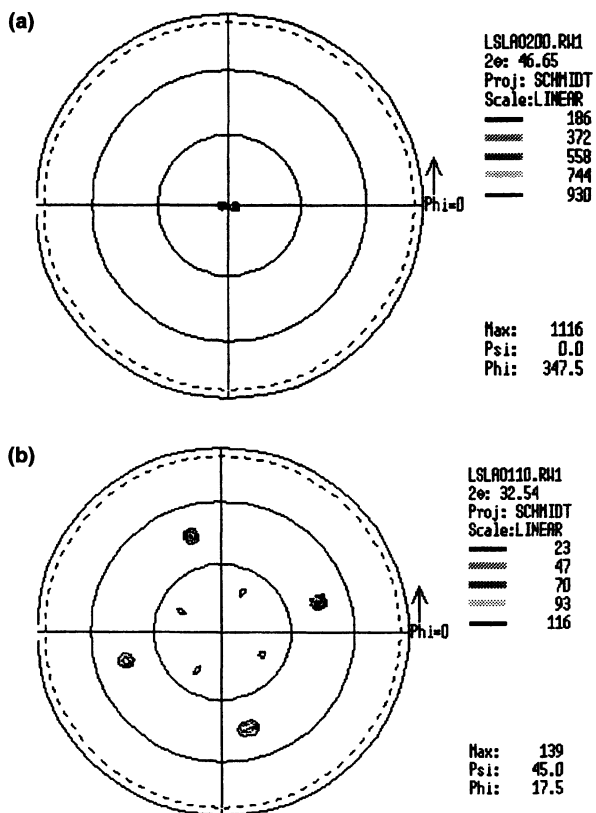 (a)
LSLAO200.RW1
2θ: 46.65
Proj: SCHMIDT
Scale:LINEAR
186
372
558
744
930
Phi=0
Max: 1116
Psi: 0.0
Phi: 347.5
(b)
LSLAO110.RW1
2θ: 32.54
Proj: SCHMIDT
Scale:LINEAR
23
47
70
93
116
Phi=0
Max: 139
Psi: 45.0
Phi: 17.5